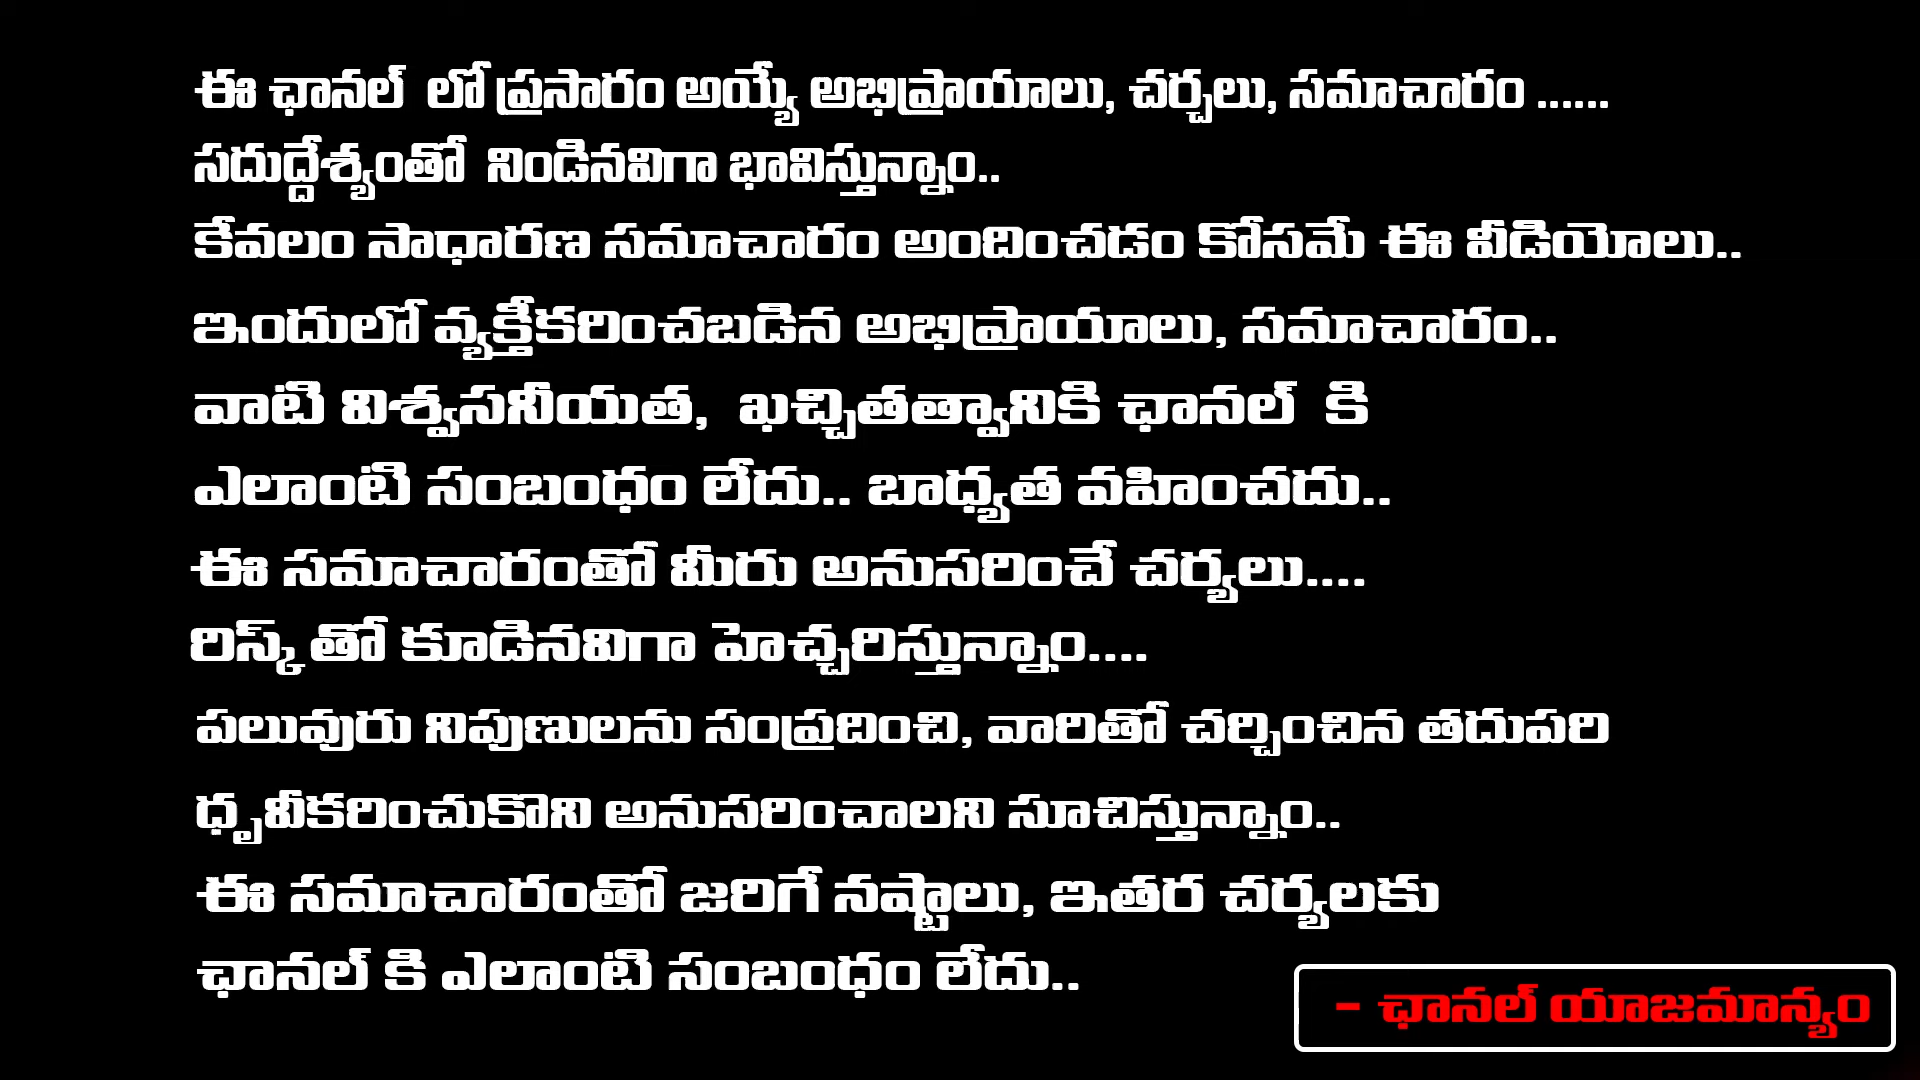 ఈ ఛానల్ లో ప్రసారం అయ్యే అభిప్రాయాలు, చర్చలు, సమాచారం ......
సదుద్దేశ్యంతో నిండినవిగా భావిస్తున్నాం..
కేవలం సాధారణ సమాచారం అందించడం కోసమే ఈ వీడియోలు..
ఇందులో వ్యక్తీకరించబడిన అభిప్రాయాలు, సమాచారం..
వాటి విశ్వసనీయత, ఖచ్చితత్వానికి ఛానల్ కి
ఎలాంటి సంబంధం లేదు.. బాధ్యత వహించదు..
ఈ సమాచారంతో మీరు అనుసరించే చర్యలు....
రిస్క్ తో కూడినవిగా హెచ్చరిస్తున్నాం....
పలువురు నిపుణులను సంప్రదించి, వారితో చర్చించిన తదుపరి
ధృవీకరించుకొని అనుసరించాలని సూచిస్తున్నాం..
ఈ సమాచారంతో జరిగే నష్టాలు, ఇతర చర్యలకు
ఛానల్ కి ఎలాంటి సంబంధం లేదు..
- ఛానల్ యాజమాన్యం